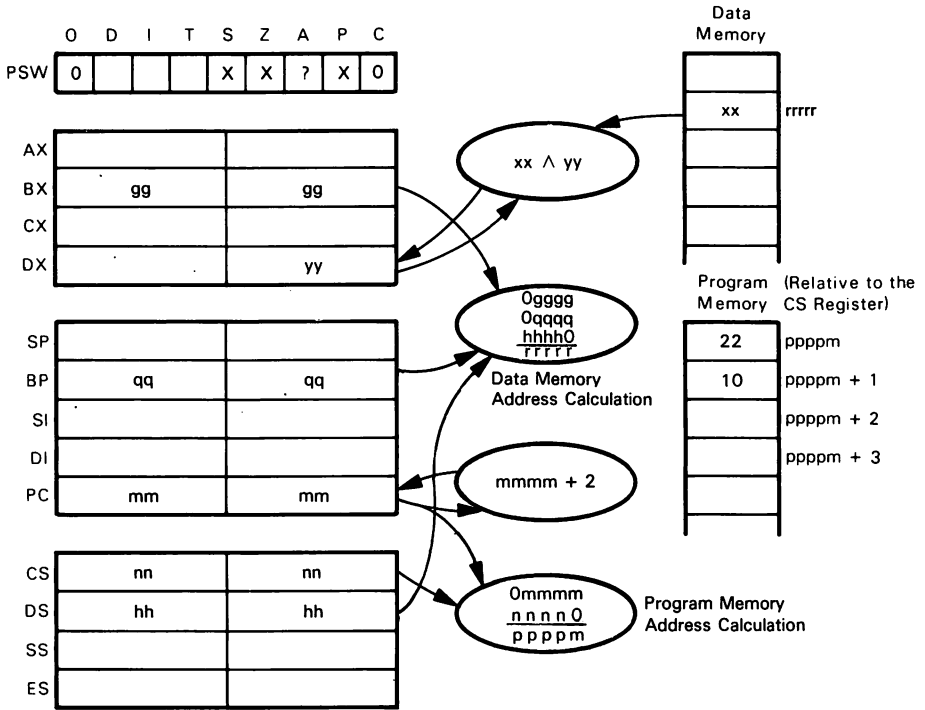 O D I T S Z A P C
PSW 0 X X ? X 0
AX
BX gg gg
CX
DX yy
SP
BP qq qq
SI
DI
PC mm mm
CS nn nn
DS hh hh
SS
ES
xx ∧ yy
0gggg
0qqqq
hhhh0
rrrrr
Data Memory
Address Calculation
mmmm + 2
0mmmm
nnnn0
ppppm
Program Memory
Address Calculation
Data
Memory
xx rrrrr
Program (Relative to the
Memory CS Register)
22 ppppm
10 ppppm + 1
ppppm + 2
ppppm + 3